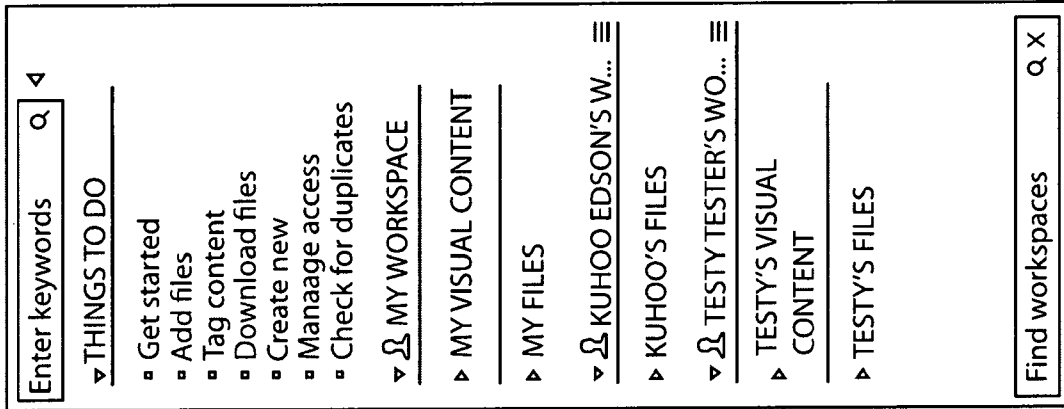 Enter keywords
THINGS TO DO
Get started
Add files
Tag content
Download files
Create new
Manaage access
Check for duplicates
MY WORKSPACE
MY VISUAL CONTENT
MY FILES
KUHOO EDSON'S W...
KUHOO'S FILES
TESTY TESTER'S WO...
TESTY'S VISUAL
CONTENT
TESTY'S FILES
Find workspaces X